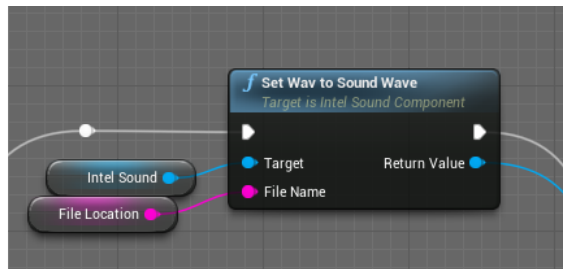 f Set Wav to Sound Wave
Target is Intel Sound Component
Target
Return Value
Intel Sound
File Name
File Location